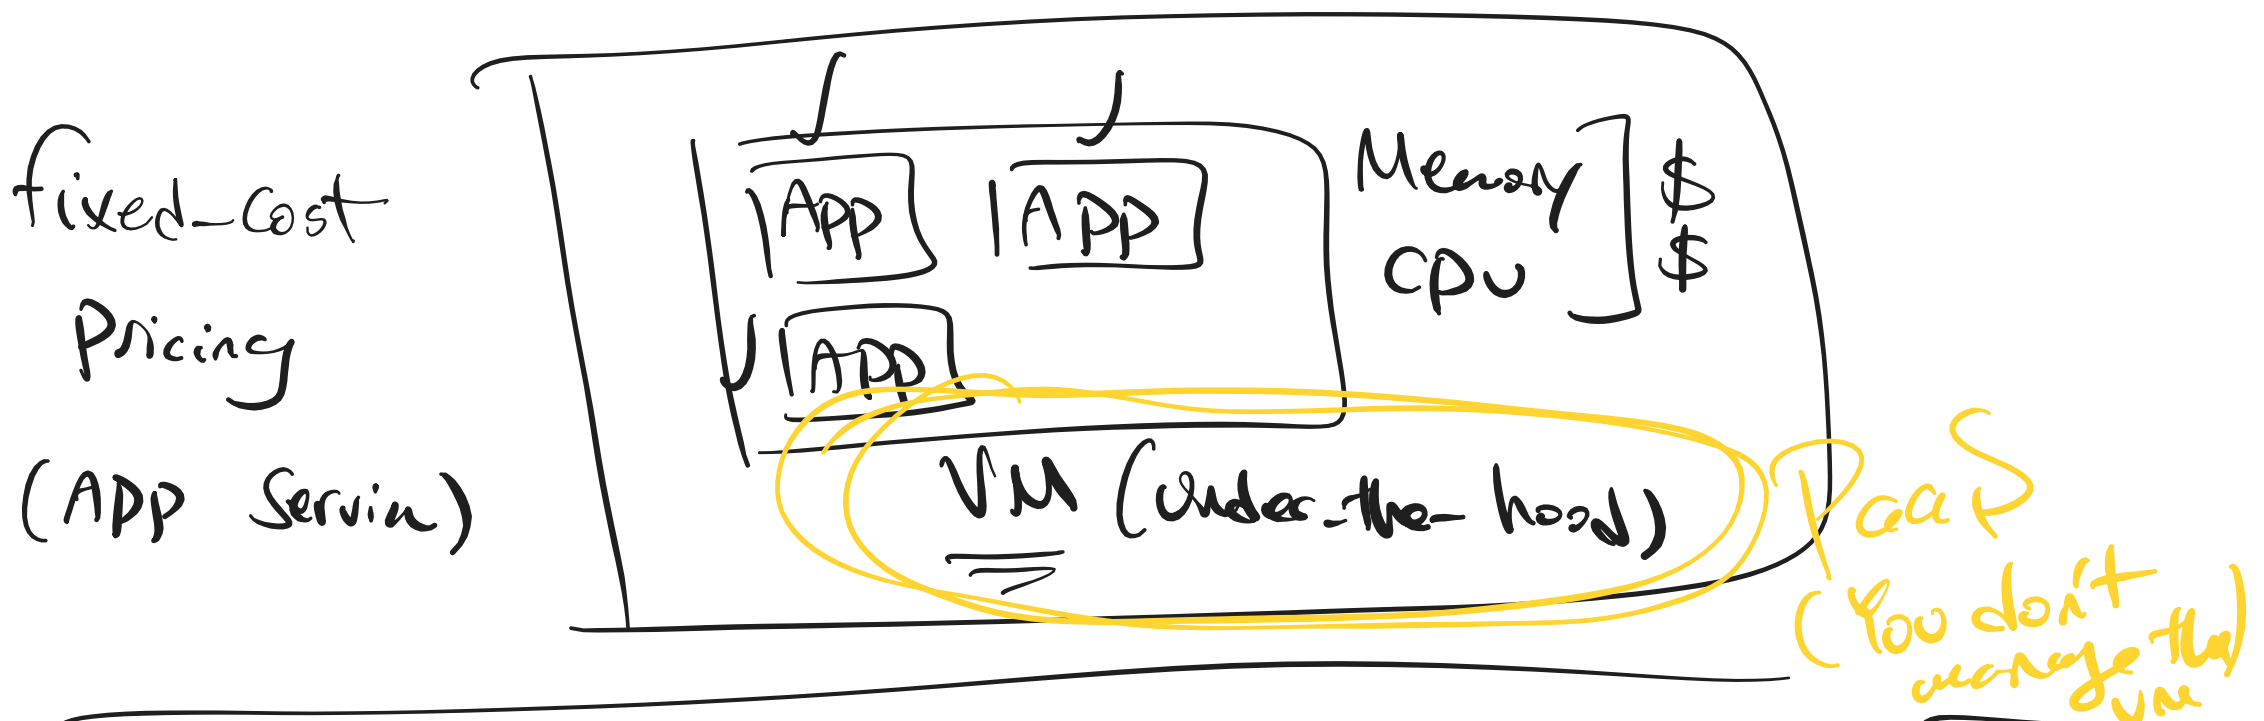 fixed-cost
Pricing
(APP Service)
App
App
App
Memory
CPU
$
$
VM (under-the-hood)
PaaS
(You don't
manage the
VM